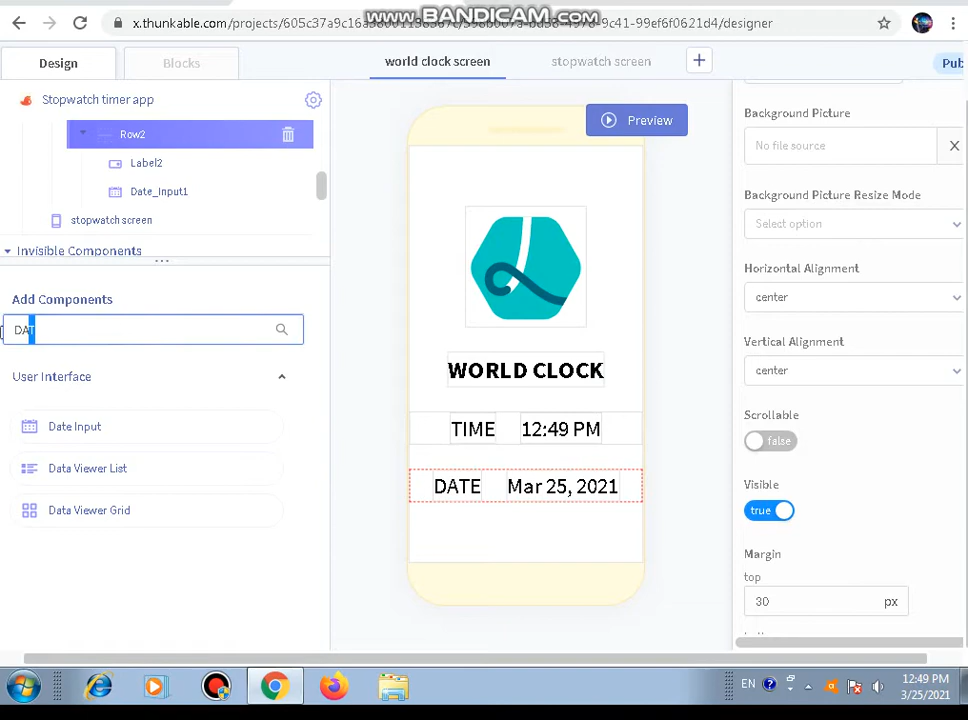 x.thunkable.com/projects/
www.BANDICAM.com
/designer
Design
Blocks
world clock screen
stopwatch screen
+
Pub
Stopwatch timer app
Preview
Background Picture
Row2
No file source
X
Label2
Date_Input1
Background Picture Resize Mode
stopwatch screen
Select option
Invisible Components
Horizontal Alignment
Add Components
center
DAT
Vertical Alignment
User Interface
WORLD CLOCK
center
Date Input
TIME 12:49 PM
Scrollable
false
Data Viewer List
DATE Mar 25, 2021
Visible
Data Viewer Grid
true
Margin
top
30 px
EN
12:49 PM
3/25/2021